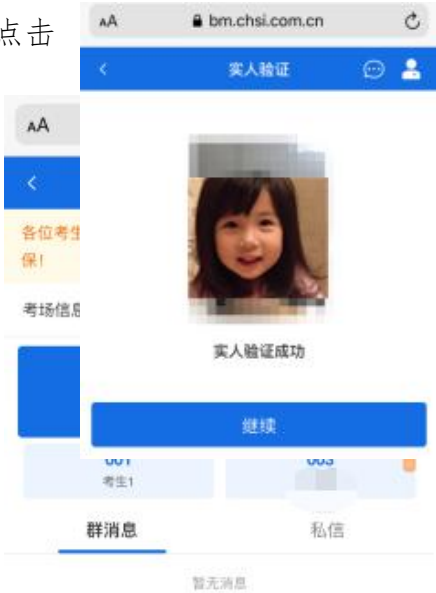 点击
AA bm.chsi.com.cn
实人验证
AA
各位考生
保!
考场信息
实人验证成功
继续
001
003
考生1
群消息
私信
暂无消息